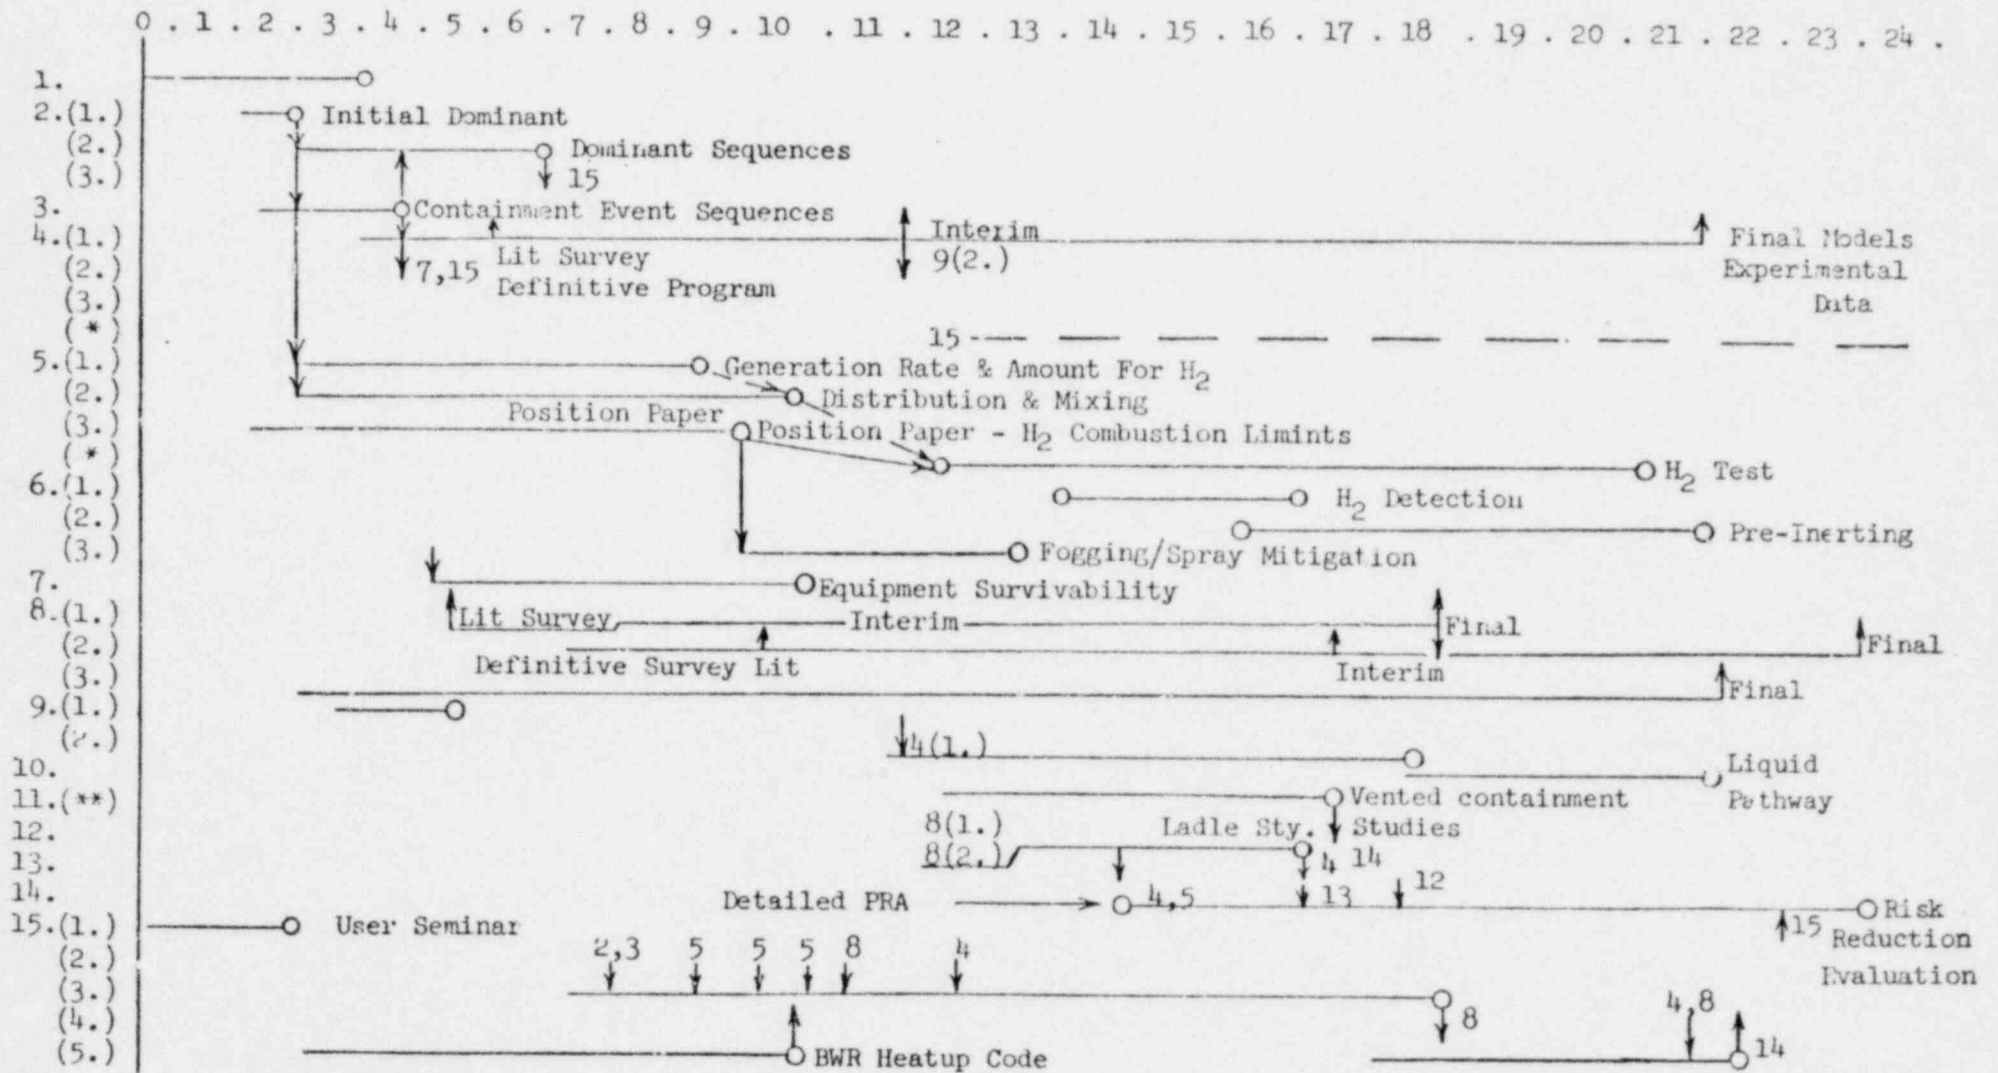 0 . 1 . 2 . 3 . 4 . 5 . 6 . 7 . 8 . 9 . 10 . 11 . 12 . 13 . 14 . 15 . 16 . 17 . 18 . 19 . 20 . 21 . 22 . 23 . 24 .
1.
2.(1.) Initial Dominant
(2.) Dominant Sequences
(3.) 15
3. Containment Event Sequences
4.(1.) Interim Final Models
(2.) 7,15 Lit Survey 9(2.) Experimental
(3.) Definitive Program Data
(*) 15
5.(1.) Generation Rate & Amount For H2
(2.) Distribution & Mixing
Position Paper
(3.) Position Paper - H2 Combustion Limints
(*) H2 Test
6.(1.) H2 Detection
(2.) Pre-Inerting
(3.) Fogging/Spray Mitigation
7. Equipment Survivability
8.(1.) Lit Survey Interim Final
(2.) Final
(3.) Definitive Survey Lit Interim
Final
9.(1.)
(2.) 4(1.)
10. Liquid
11.(**) Vented containment Pathway
12. 8(1.) Ladle Sty. Studies
13. 8(2.) 4 14
14. Detailed PRA 4,5 13 12 Risk
15.(1.) User Seminar 15 Reduction
(2.) 2,3 5 5 5 8 4 Evaluation
(3.)
(4.) 8 4,8
(5.) BWR Heatup Code 14